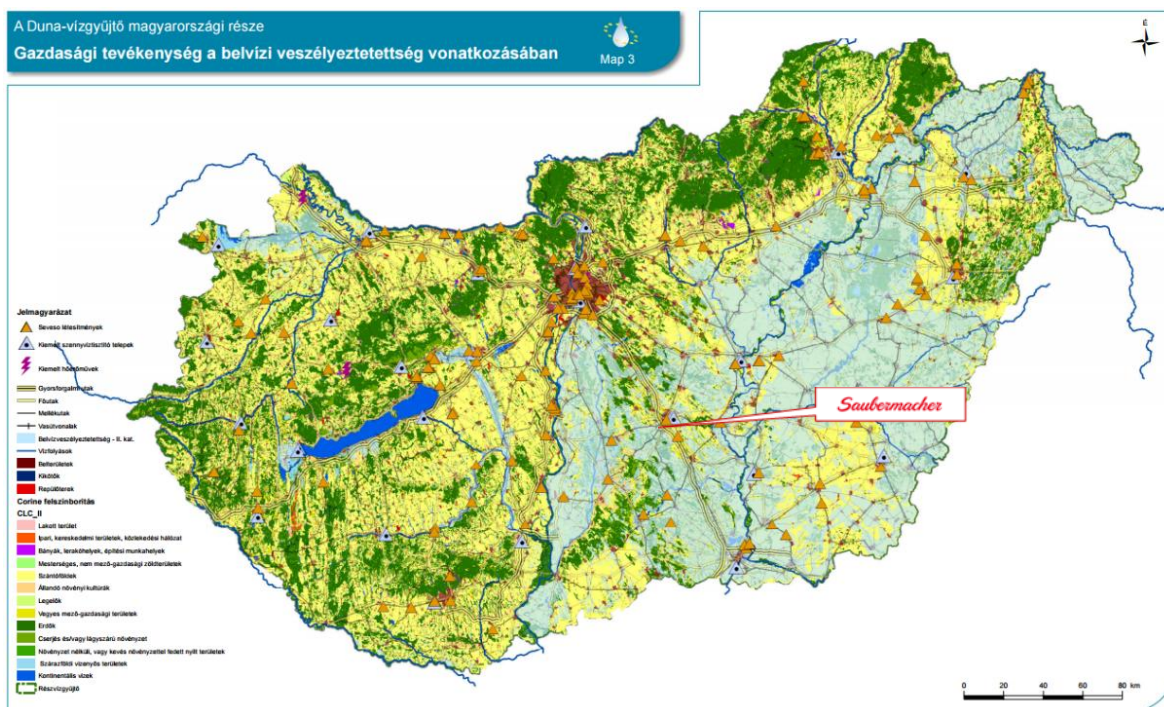 A Duna-vízgyűjtő magyarországi része
Gazdasági tevékenység a belvízi veszélyeztetettség vonatkozásában
Map 3
É
Saubermacher
Jelmagyarázat
Seveso létesítmények
Kiemelt szennyvíztisztító telepek
Kiemelt hőerőművek
Gyorsforgalmi utak
Főutak
Mellékutak
Vasútvonalak
Belvízveszélyeztetettség - II. kat.
Vízfolyások
Belterületek
Kikötők
Repülőterek
Corine felszínborítás
CLC_II
Lakott terület
Ipari, kereskedelmi területek, közlekedési hálózat
Bányák, lerakóhelyek, építési munkahelyek
Mesterséges, nem mező-gazdasági zöldterületek
Szántóföldek
Állandó növényi kultúrák
Legelők
Vegyes mező-gazdasági területek
Erdők
Cserjés és/vagy lágyszárú növényzet
Növényzet nélküli, vagy kevés növényzettel fedett nyílt területek
Szárazföldi vizenyős területek
Kontinentális vizek
Részvízgyűjtő
0 20 40 60 80 km